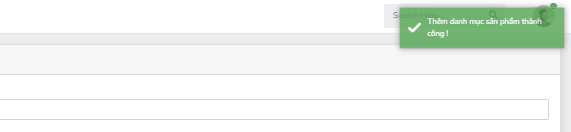 Thêm danh mục sản phẩm thành
công !